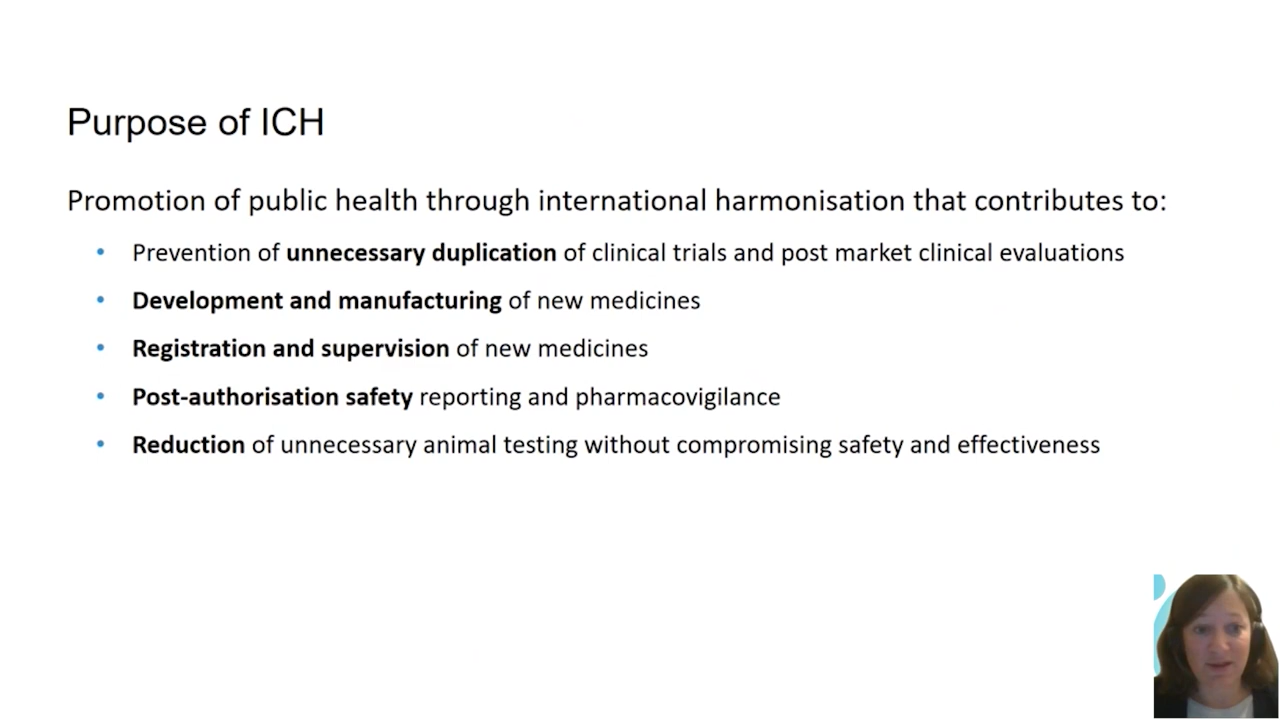 Purpose of ICH
Promotion of public health through international harmonisation that contributes to:
• Prevention of unnecessary duplication of clinical trials and post market clinical evaluations
• Development and manufacturing of new medicines
• Registration and supervision of new medicines
• Post-authorisation safety reporting and pharmacovigilance
• Reduction of unnecessary animal testing without compromising safety and effectiveness